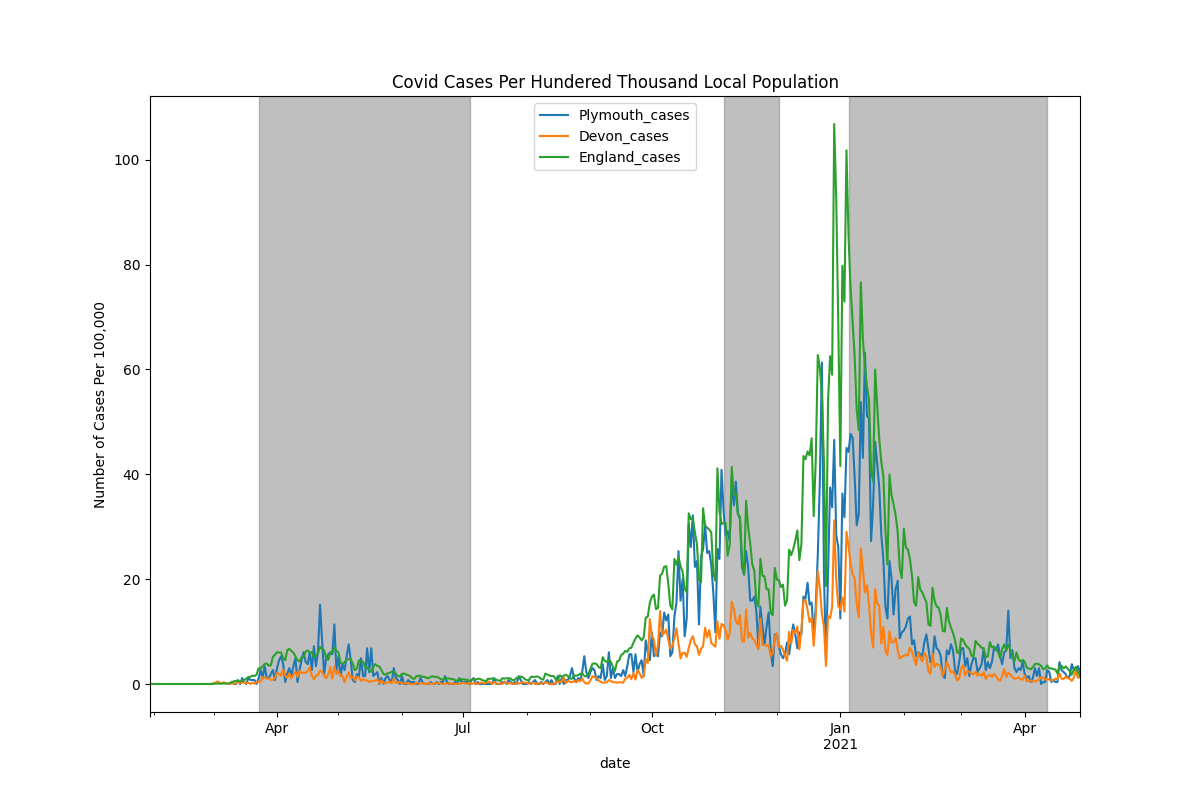 Covid Cases Per Hundered Thousand Local Population
Plymouth_cases
Devon_cases
England_cases
Number of Cases Per 100,000
100
80
60
40
20
0
Apr
Jul
Oct
Jan
2021
Apr
date